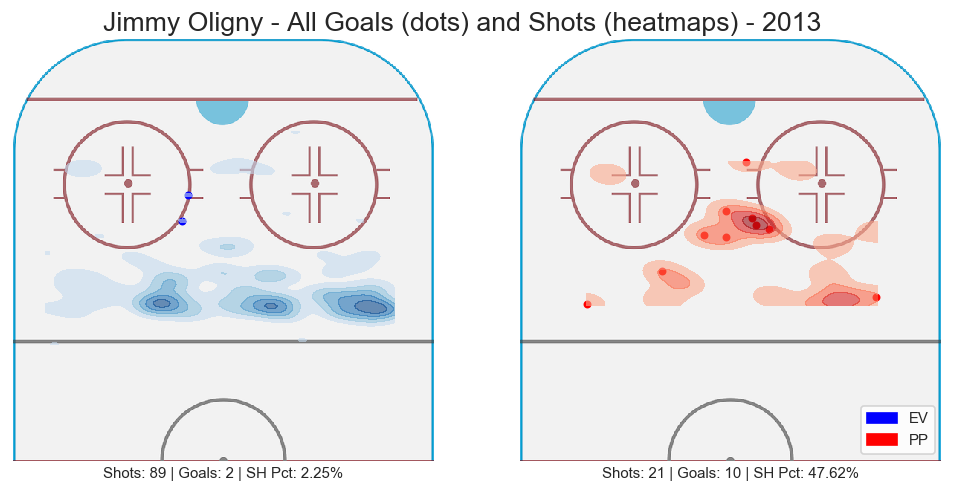 Jimmy Oligny - All Goals (dots) and Shots (heatmaps) - 2013
EV
PP
Shots: 89 | Goals: 2 | SH Pct: 2.25%
Shots: 21 | Goals: 10 | SH Pct: 47.62%